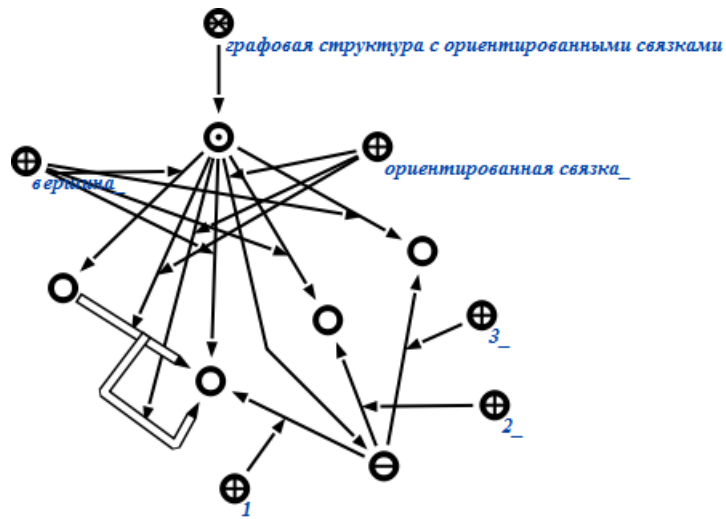 графовая структура с ориентированными связками
вершина_
ориентированная связка_
3_
2_
1